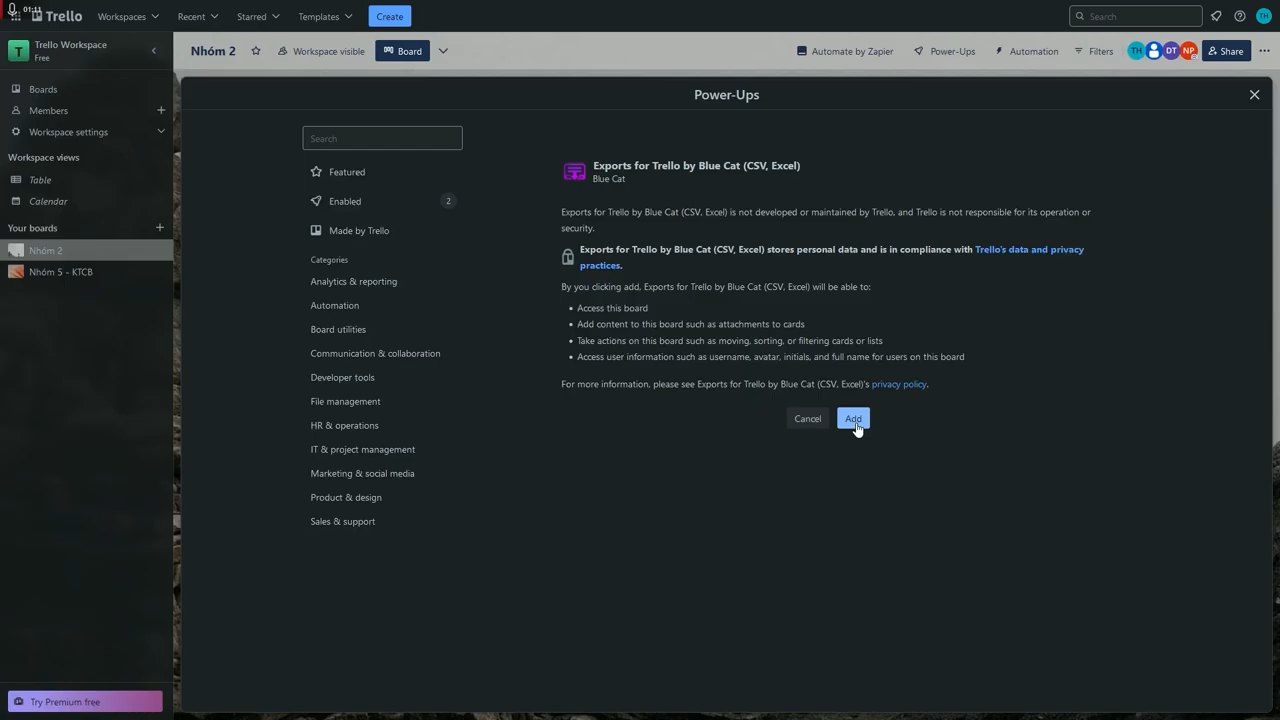 01:11
Trello
Workspaces
Recent
Starred
Templates
Create
Search
TH
T
Trello Workspace
Free
Nhóm 2
Workspace visible
Board
Automate by Zapier
Power-Ups
Automation
Filters
TH
DT
NP
Share
Boards
Members
Workspace settings
Workspace views
Table
Calendar
Your boards
Nhóm 2
Nhóm 5 - KTCB
Try Premium free
Power-Ups
Search
Featured
Enabled
2
Made by Trello
Categories
Analytics & reporting
Automation
Board utilities
Communication & collaboration
Developer tools
File management
HR & operations
IT & project management
Marketing & social media
Product & design
Sales & support
Exports for Trello by Blue Cat (CSV, Excel)
Blue Cat
Exports for Trello by Blue Cat (CSV, Excel) is not developed or maintained by Trello, and Trello is not responsible for its operation or
security.
Exports for Trello by Blue Cat (CSV, Excel) stores personal data and is in compliance with Trello's data and privacy
practices.
By you clicking add, Exports for Trello by Blue Cat (CSV, Excel) will be able to:
• Access this board
• Add content to this board such as attachments to cards
• Take actions on this board such as moving, sorting, or filtering cards or lists
• Access user information such as username, avatar, initials, and full name for users on this board
For more information, please see Exports for Trello by Blue Cat (CSV, Excel)'s privacy policy.
Cancel
Add